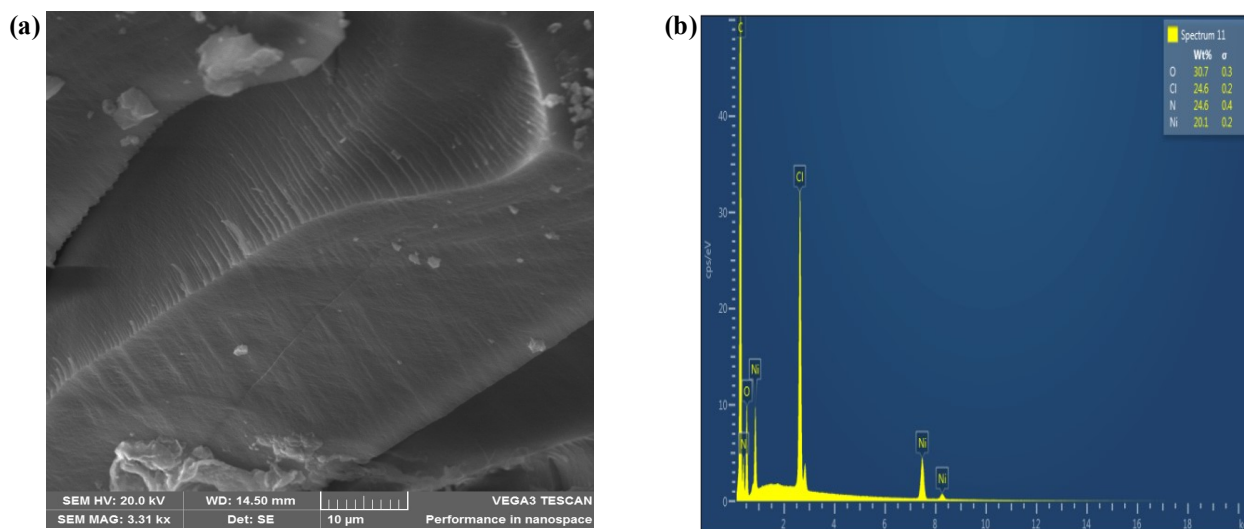 (a)
SEM HV: 20.0 kV WD: 14.50 mm VEGA3 TESCAN
SEM MAG: 3.31 kx Det: SE 10 µm Performance in nanospace
(b)
Spectrum 11
Wt% σ
O 30.7 0.3
Cl 24.6 0.2
N 24.6 0.4
Ni 20.1 0.2
C
40
Cl
30
cps/eV
20
Ni
O
10
N
Ni
Ni
0
2 4 6 8 10 12 14 16 18